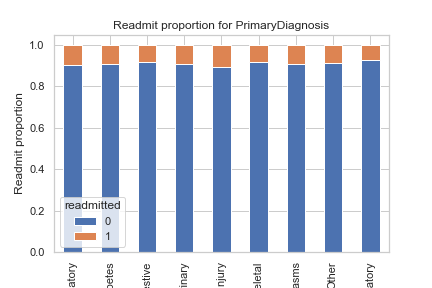 Readmit proportion for PrimaryDiagnosis
Readmit proportion
1.0
0.8
0.6
0.4
0.2
0.0
readmitted
0
1
atory
betes
estive
inary
njury
eletal
asms
Other
atory